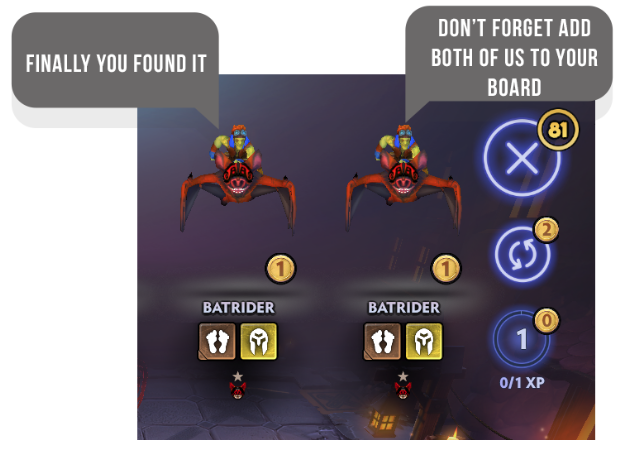 FINALLY YOU FOUND IT
DON'T FORGET ADD
BOTH OF US TO YOUR
BOARD
81
2
1
1
BATRIDER
BATRIDER
0
1
0/1 XP